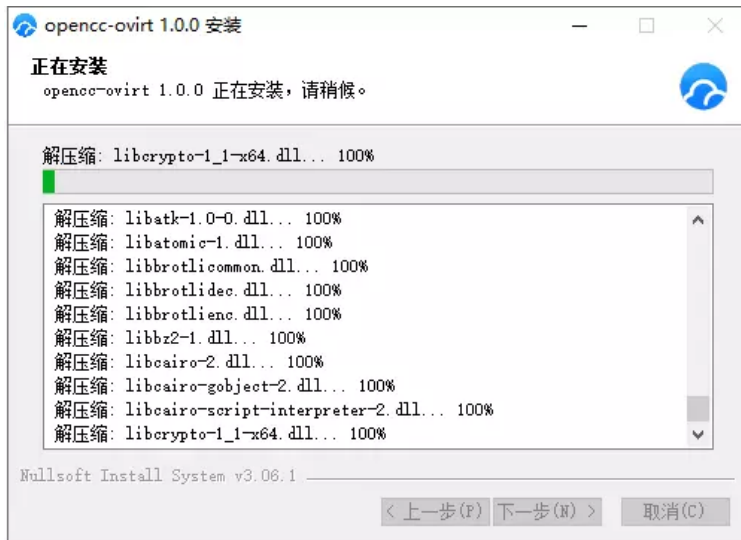 opencc-ovirt 1.0.0 安装
正在安装
opencc-ovirt 1.0.0 正在安装，请稍候。
解压缩: libcrypto-1_1-x64.dll... 100%
解压缩: libatk-1.0-0.dll... 100%
解压缩: libatomic-1.dll... 100%
解压缩: libbrotlicommon.dll... 100%
解压缩: libbrotlidec.dll... 100%
解压缩: libbrotlienc.dll... 100%
解压缩: libbz2-1.dll... 100%
解压缩: libcairo-2.dll... 100%
解压缩: libcairo-gobject-2.dll... 100%
解压缩: libcairo-script-interpreter-2.dll... 100%
解压缩: libcrypto-1_1-x64.dll... 100%
Nullsoft Install System v3.06.1
< 上一步(P) 下一步(N) > 取消(C)